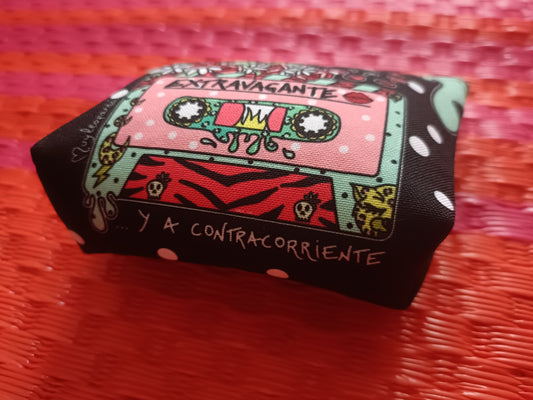 EXTRAVAGANTE
... Y A CONTRACORRIENTE